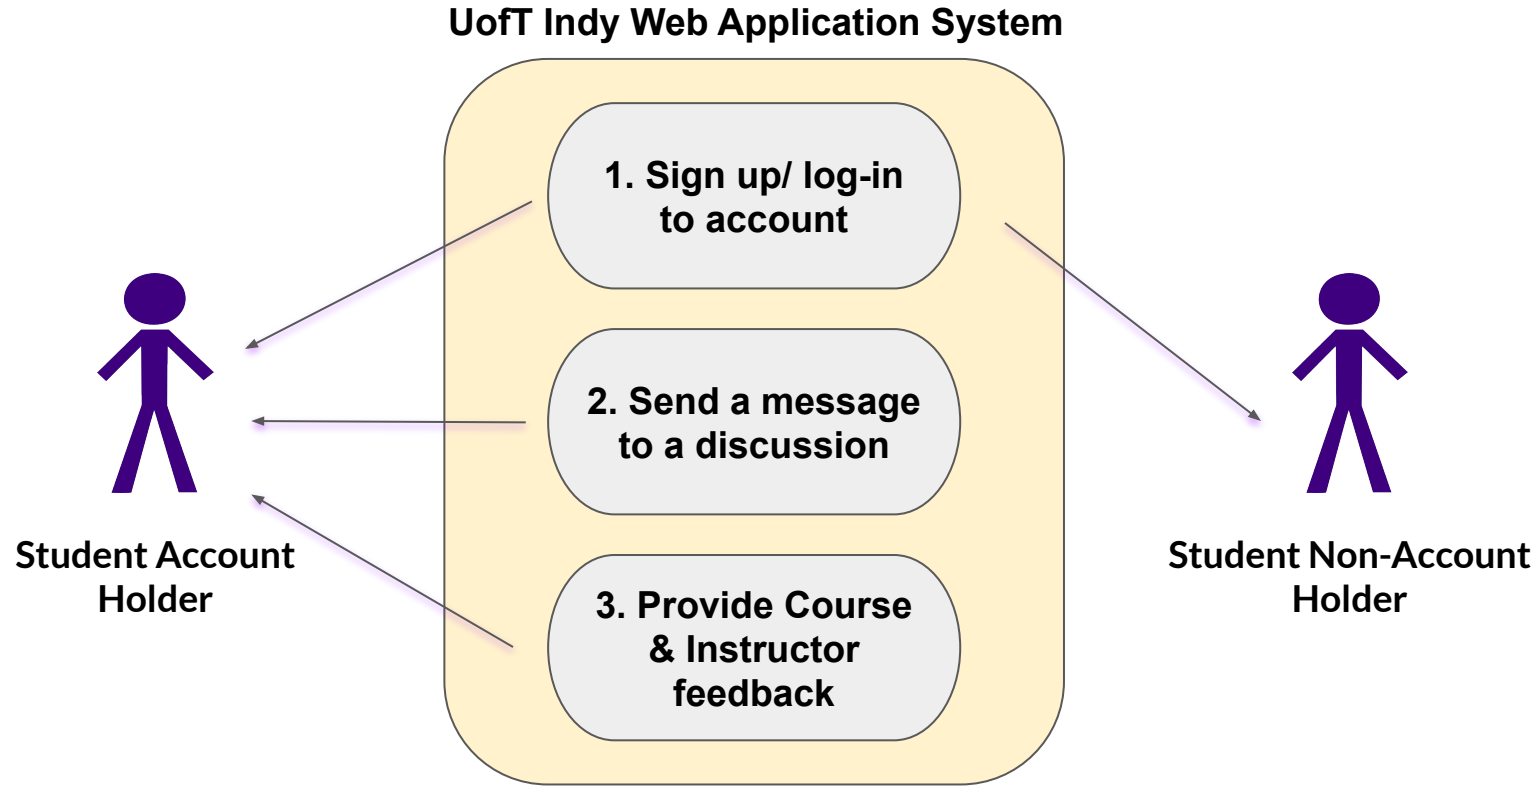 UofT Indy Web Application System
1. Sign up/ log-in
to account
2. Send a message
to a discussion
3. Provide Course
& Instructor
feedback
Student Account
Holder
Student Non-Account
Holder